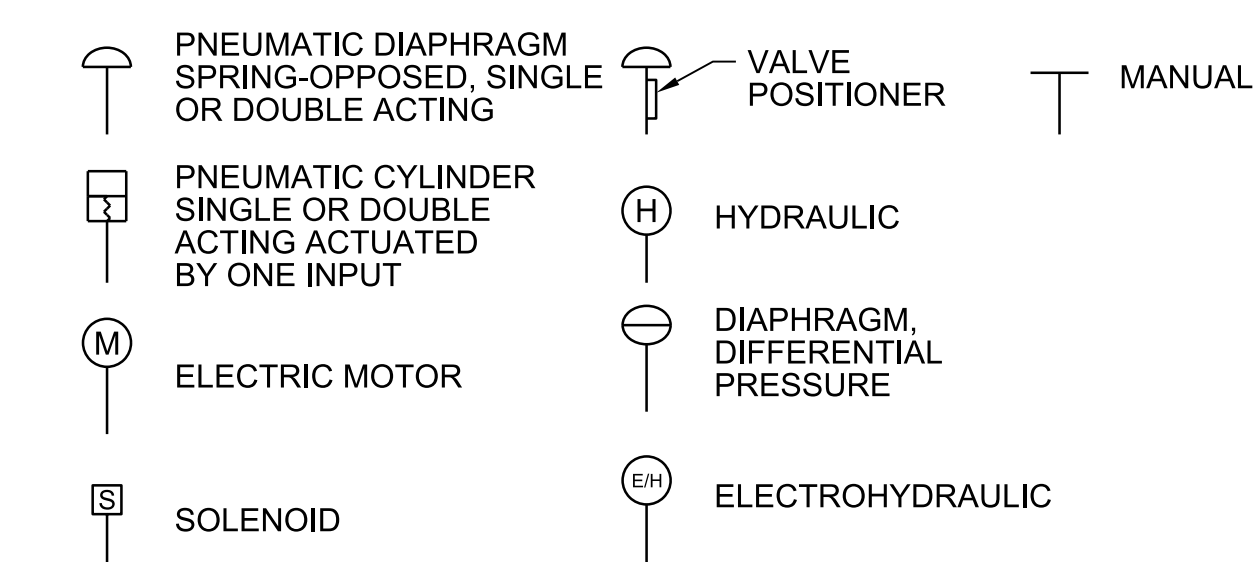 PNEUMATIC DIAPHRAGM
SPRING-OPPOSED, SINGLE
OR DOUBLE ACTING
VALVE
POSITIONER
MANUAL
PNEUMATIC CYLINDER
SINGLE OR DOUBLE
ACTING ACTUATED
BY ONE INPUT
H
HYDRAULIC
M
ELECTRIC MOTOR
DIAPHRAGM,
DIFFERENTIAL
PRESSURE
S
SOLENOID
E/H
ELECTROHYDRAULIC